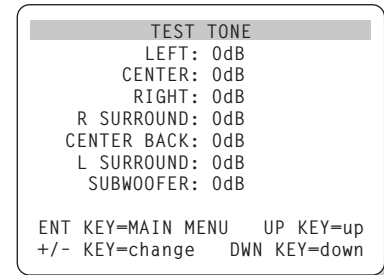 TEST TONE
LEFT: 0dB
CENTER: 0dB
RIGHT: 0dB
R SURROUND: 0dB
CENTER BACK: 0dB
L SURROUND: 0dB
SUBWOOFER: 0dB
ENT KEY=MAIN MENU UP KEY=up
+/- KEY=change DWN KEY=down